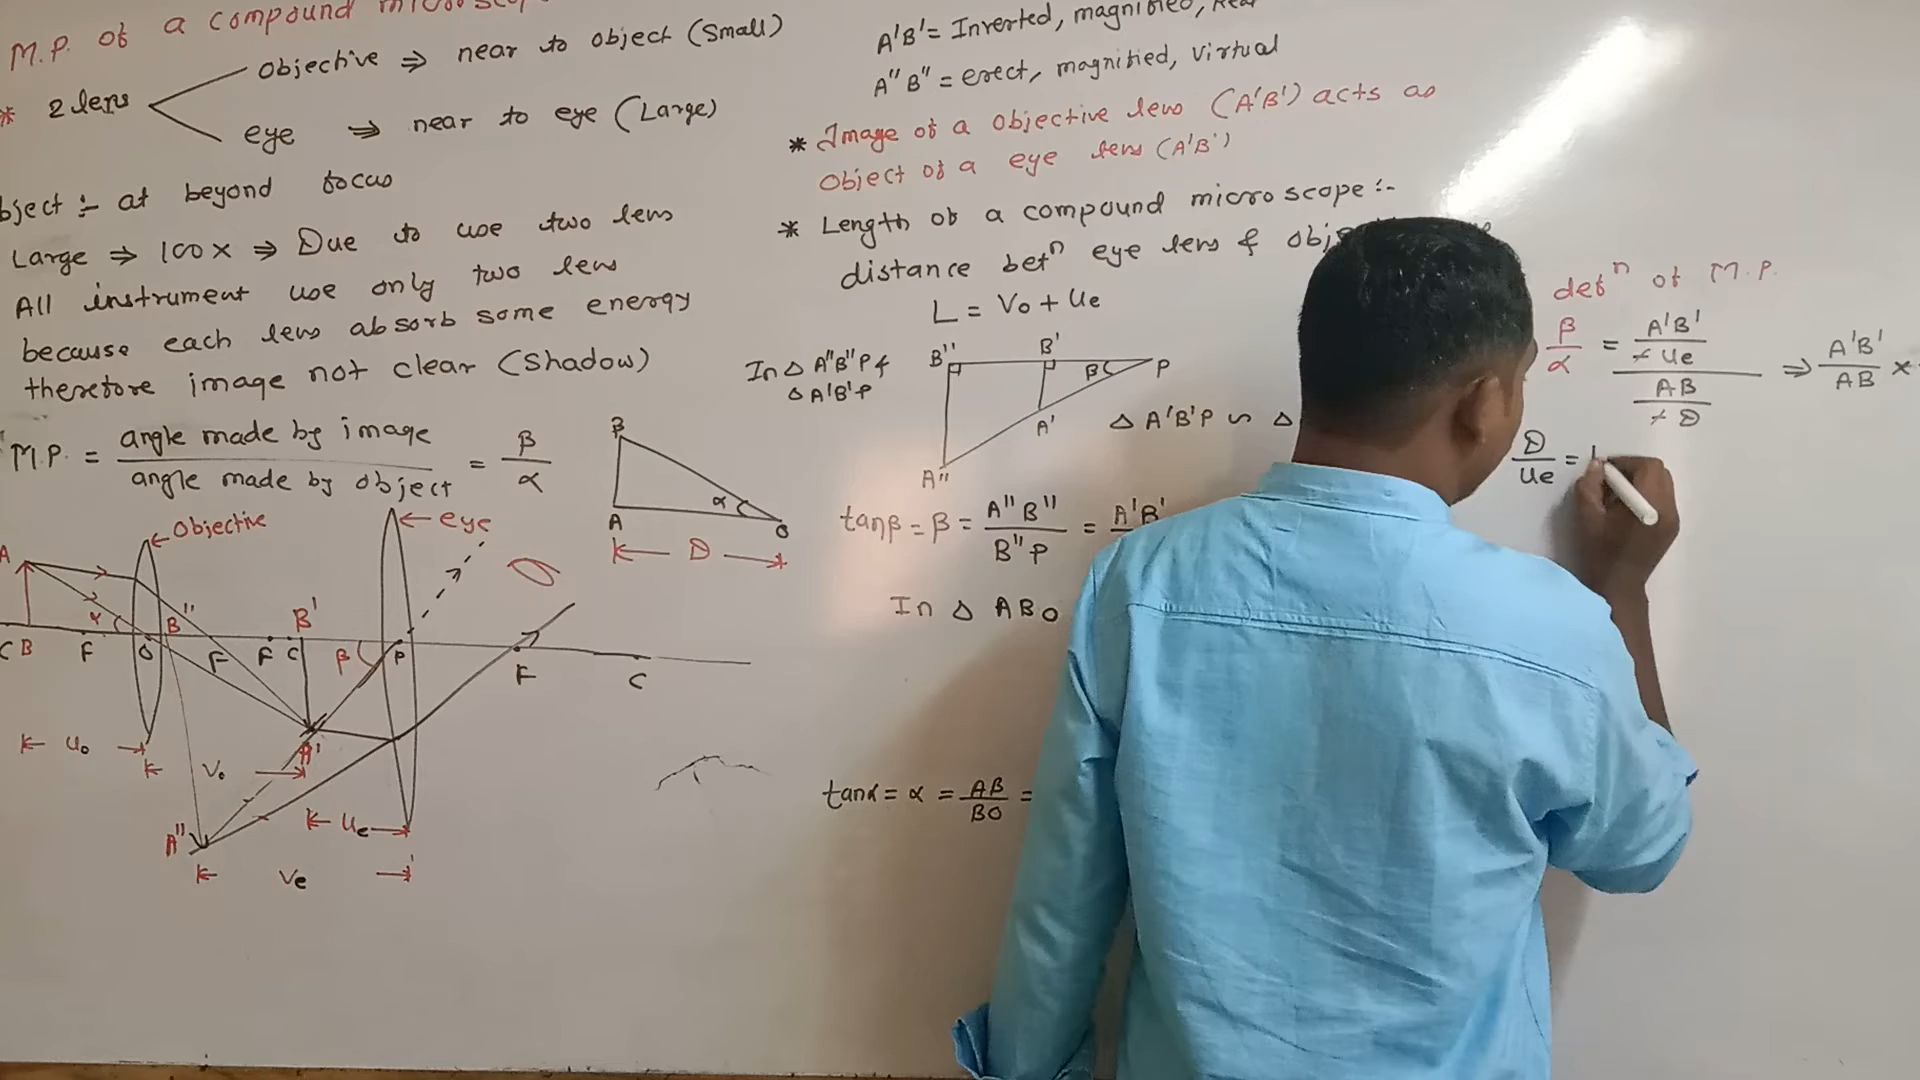 M.P. of a compound
* 2 lens
objective ⇒ near to object (Small)
eye ⇒ near to eye (Large)
bject :- at beyond focus
Large ⇒ 100x ⇒ Due to use two lens
All instrument use only two lens
because each lens absorb some energy
therefore image not clear (Shadow)
M.P. = angle made by image / angle made by object = β / α
B
A
α
O
D
Objective
eye
A
C B F O B'' F F C B' β P F C
α
A'
u₀
V₀
A''
ue
Ve
A'B' = Inverted, magnified,
A''B'' = erect, magnified, virtual
* Image of a objective lens (A'B') acts as
object of a eye lens (A'B')
* Length of a compound microscope :-
distance betⁿ eye lens &
L = V₀ + Ue
In △ A''B''P &
△ A'B'P
B'' B' β P
A'
A''
△ A'B'P ∽ △
tanβ = β = A''B'' / B''P = A'B'
In △ ABO
tanα = α = AB / BO =
defⁿ of M.P.
β / α = A'B' / -Ue / AB / -D ⇒ A'B' / AB ×
D / Ue =